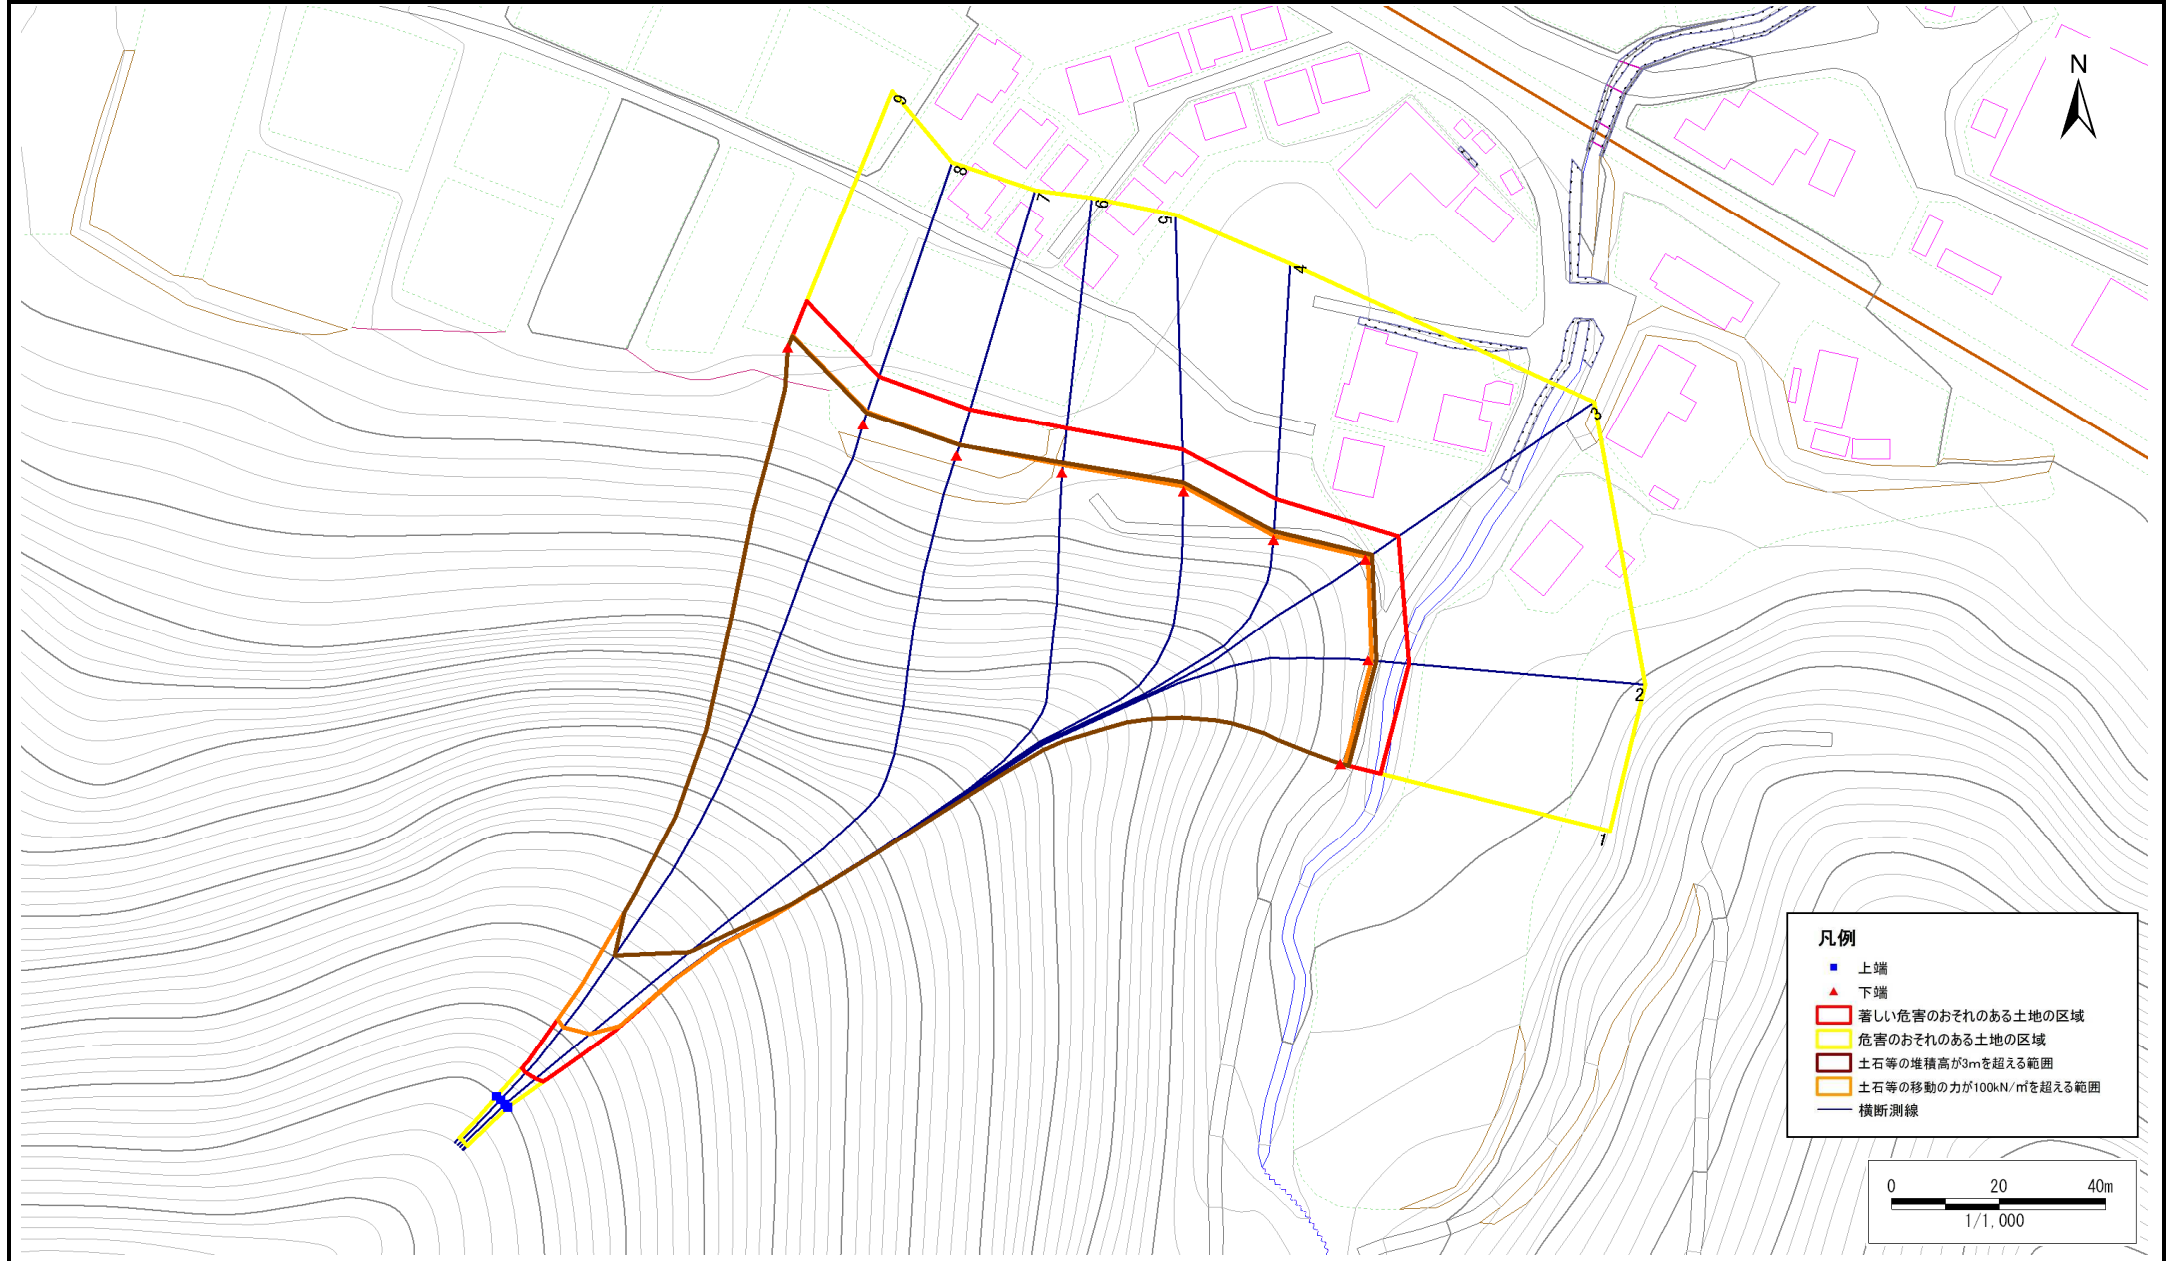 N
9
8
7
6
5
4
3
2
1
凡例
上端
下端
著しい危害のおそれのある土地の区域
危害のおそれのある土地の区域
土石等の堆積高が3mを超える範囲
土石等の移動の力が100kN/㎡を超える範囲
横断測線
0 20 40m
1/1,000